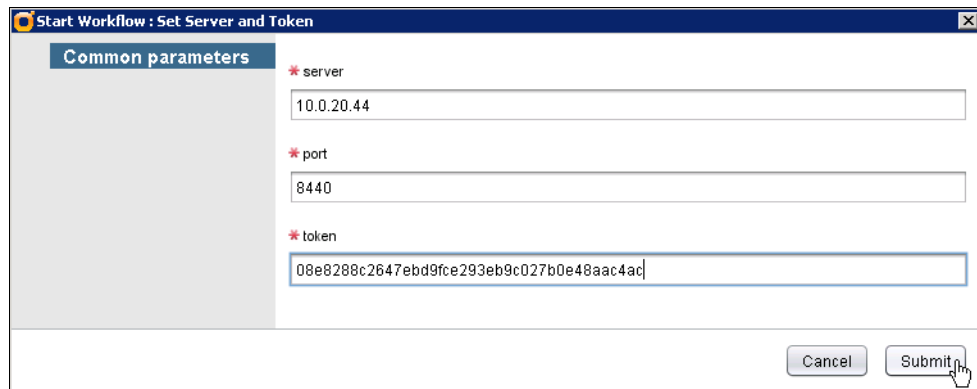 Start Workflow : Set Server and Token
Common parameters
* server
10.0.20.44
* port
8440
* token
08e8288c2647ebd9fce293eb9c027b0e48aac4ac
Cancel
Submit